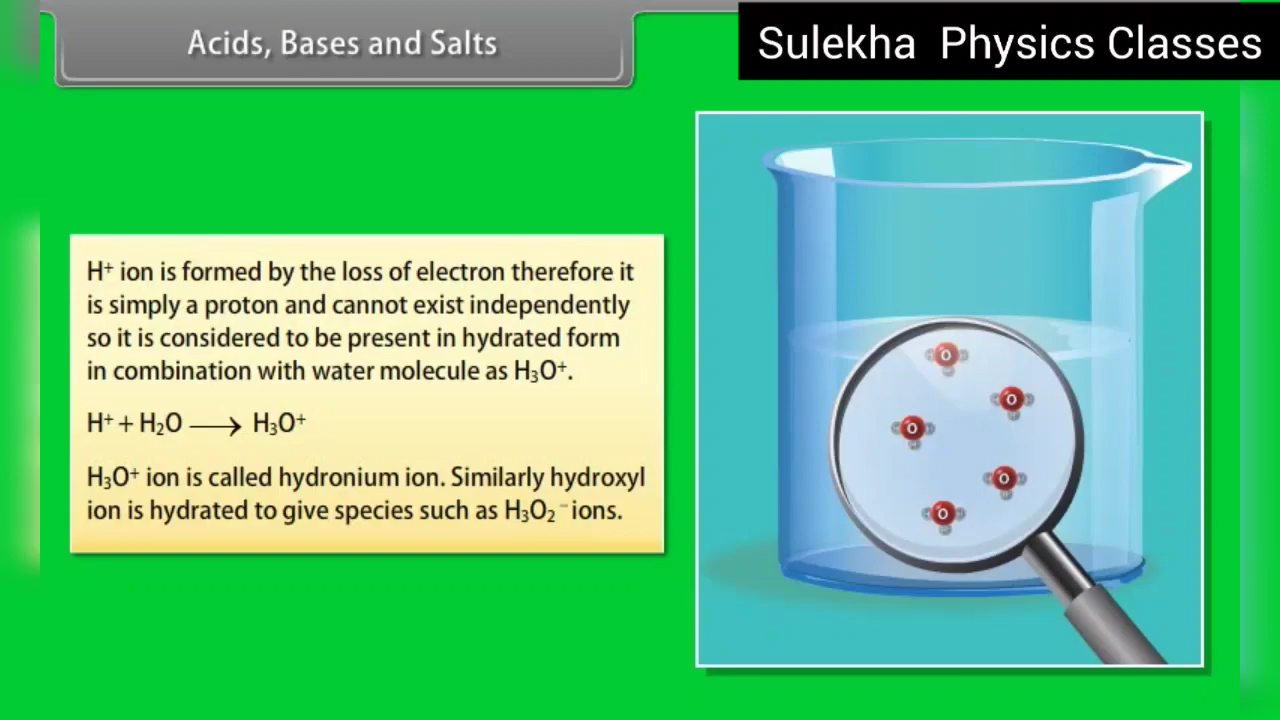 Acids, Bases and Salts
Sulekha Physics Classes
H⁺ ion is formed by the loss of electron therefore it
is simply a proton and cannot exist independently
so it is considered to be present in hydrated form
in combination with water molecule as H₃O⁺.
H⁺ + H₂O ⟶ H₃O⁺
H₃O⁺ ion is called hydronium ion. Similarly hydroxyl
ion is hydrated to give species such as H₃O₂⁻ ions.
O
O
O
O
O